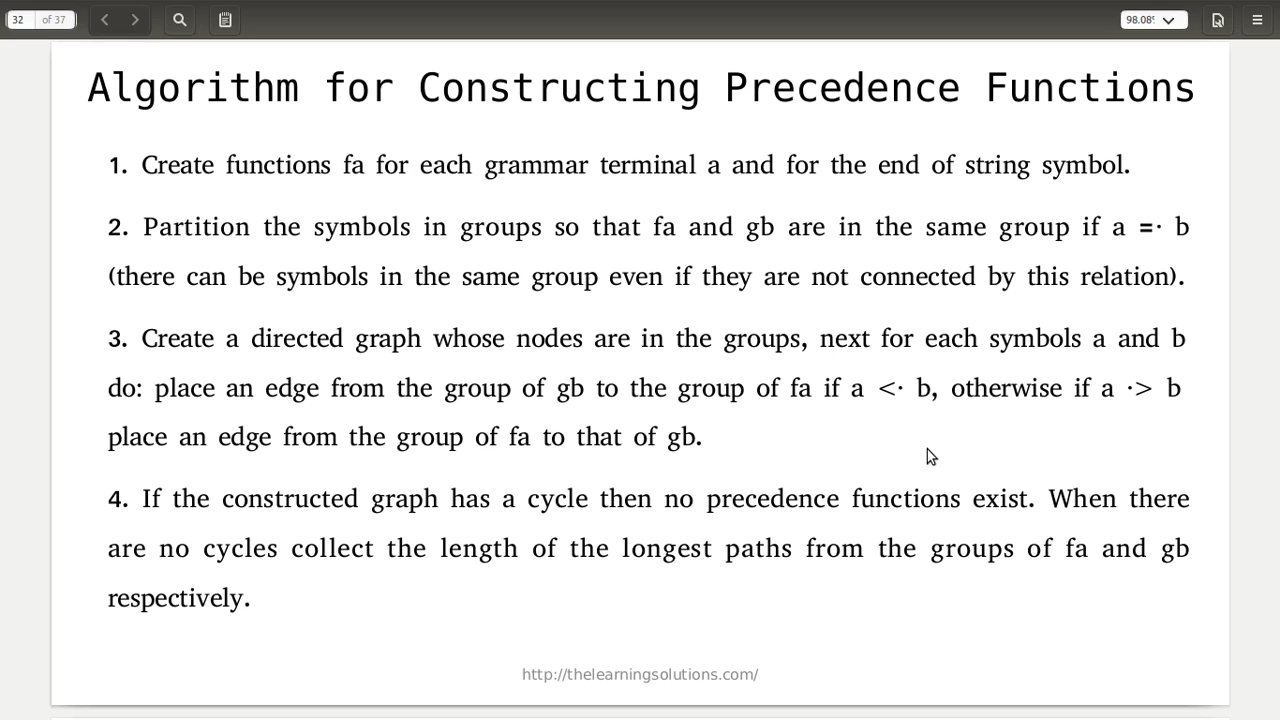 32 of 37
98.08%
Algorithm for Constructing Precedence Functions
1. Create functions fa for each grammar terminal a and for the end of string symbol.
2. Partition the symbols in groups so that fa and gb are in the same group if a =· b
(there can be symbols in the same group even if they are not connected by this relation).
3. Create a directed graph whose nodes are in the groups, next for each symbols a and b
do: place an edge from the group of gb to the group of fa if a <· b, otherwise if a ·> b
place an edge from the group of fa to that of gb.
4. If the constructed graph has a cycle then no precedence functions exist. When there
are no cycles collect the length of the longest paths from the groups of fa and gb
respectively.
http://thelearningsolutions.com/